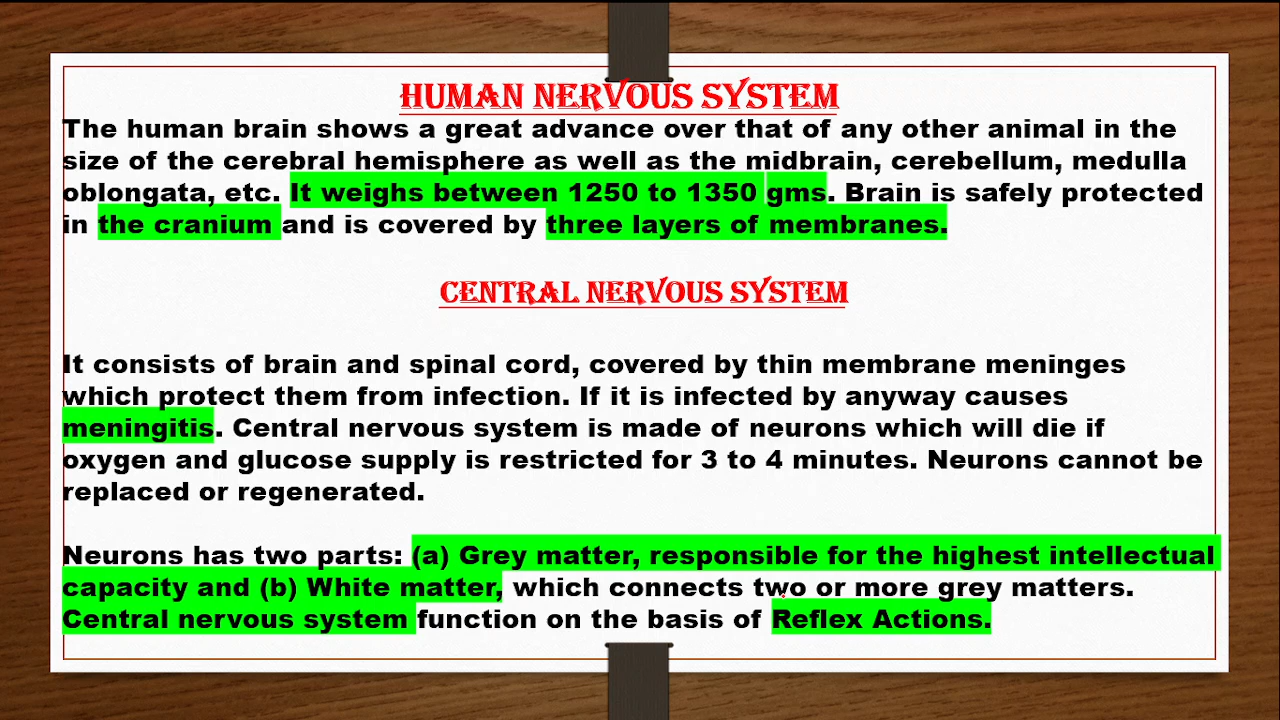 HUMAN NERVOUS SYSTEM
The human brain shows a great advance over that of any other animal in the
size of the cerebral hemisphere as well as the midbrain, cerebellum, medulla
oblongata, etc. It weighs between 1250 to 1350 gms. Brain is safely protected
in the cranium and is covered by three layers of membranes.
CENTRAL NERVOUS SYSTEM
It consists of brain and spinal cord, covered by thin membrane meninges
which protect them from infection. If it is infected by anyway causes
meningitis. Central nervous system is made of neurons which will die if
oxygen and glucose supply is restricted for 3 to 4 minutes. Neurons cannot be
replaced or regenerated.
Neurons has two parts: (a) Grey matter, responsible for the highest intellectual
capacity and (b) White matter, which connects two or more grey matters.
Central nervous system function on the basis of Reflex Actions.